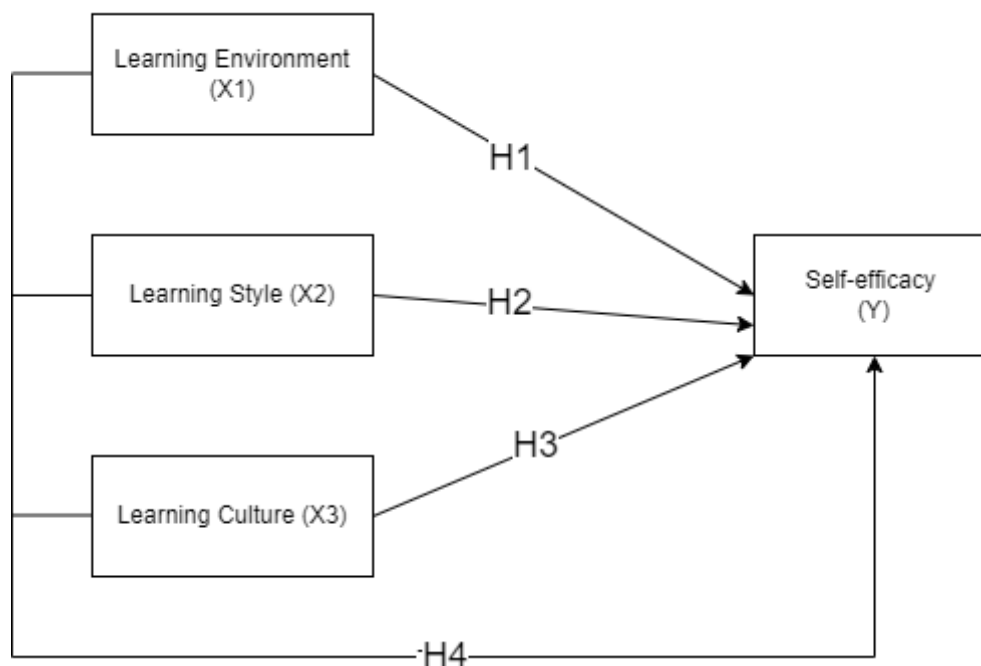 Learning Environment
(X1)
H1
Learning Style (X2)
H2
Self-efficacy
(Y)
H3
Learning Culture (X3)
H4